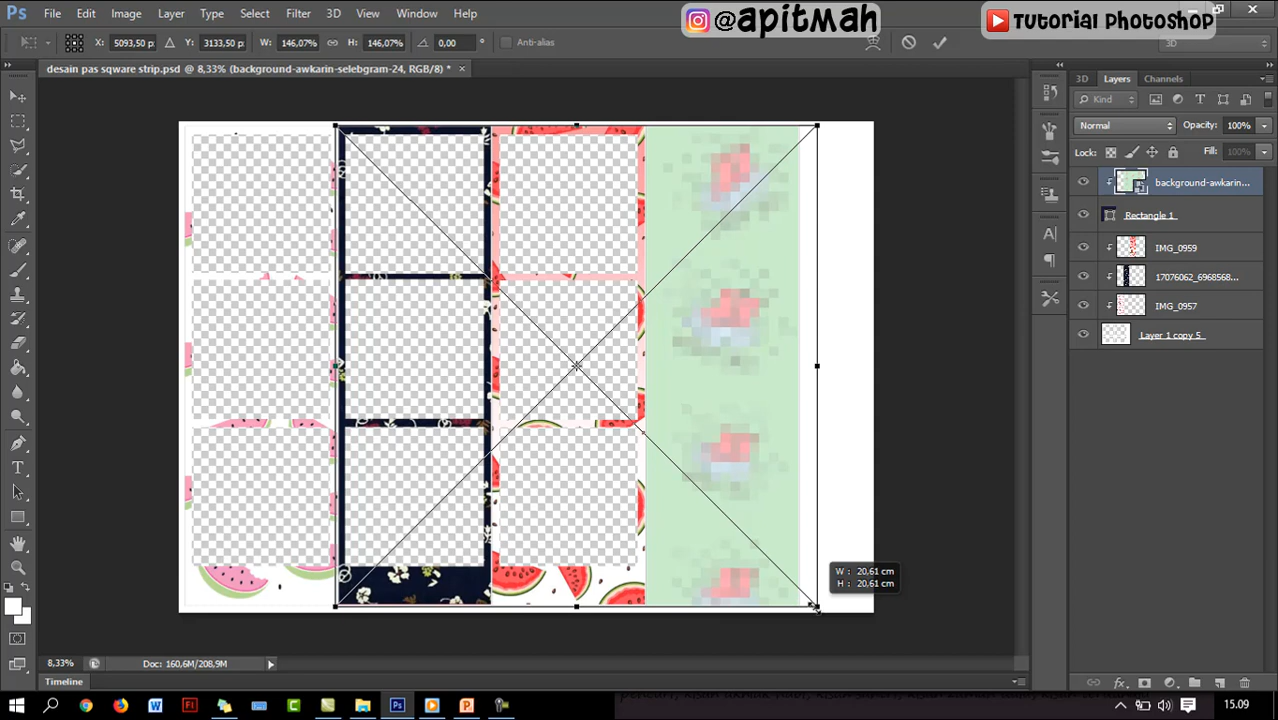 @apitmah
Tutorial Photoshop
Ps File Edit Image Layer Type Select Filter 3D View Window Help
X: 5093,50 p Y: 3133,50 p W: 146,07% H: 146,07% 0,00 ° Anti-alias 3D
desain pas sqware strip.psd @ 8,33% (background-awkarin-selebgram-24, RGB/8) * ×
3D Layers Channels
Kind
Normal Opacity: 100%
Lock: Fill: 100%
background-awkarin...
Rectangle 1
IMG_0959
17076062_6968568...
IMG_0957
Layer 1 copy 5
W : 20,61 cm
H : 20,61 cm
8,33% Doc: 160,6M/208,9M
Timeline
15.09